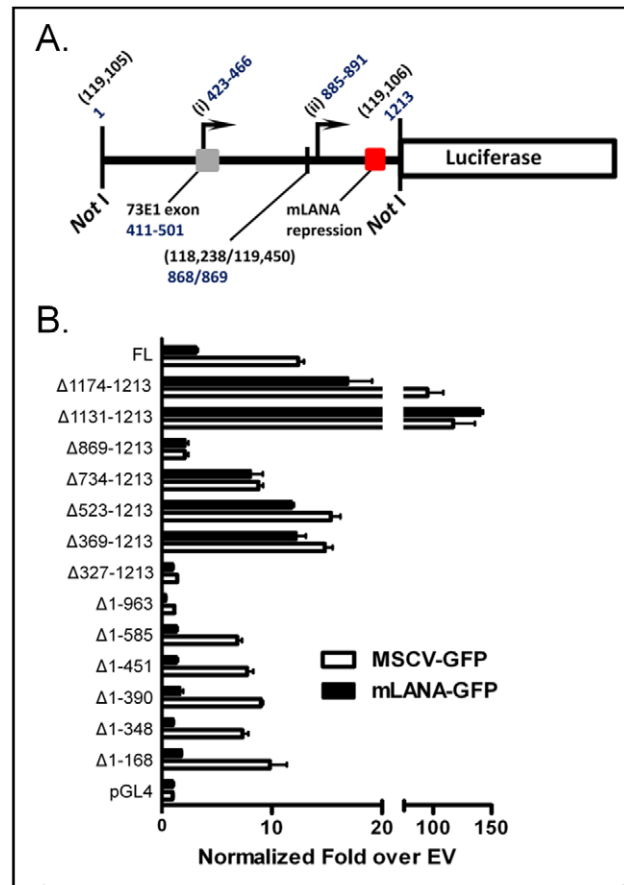 A.
(119,105)
1
(i) 423-466
(ii) 885-891
(119,106)
1213
Luciferase
Not I
73E1 exon
411-501
mLANA
repression
Not I
(118,238/119,450)
868/869
B.
FL
Δ1174-1213
Δ1131-1213
Δ869-1213
Δ734-1213
Δ523-1213
Δ369-1213
Δ327-1213
Δ1-963
Δ1-585
Δ1-451
Δ1-390
Δ1-348
Δ1-168
pGL4
MSCV-GFP
mLANA-GFP
0 10 20 100 150
Normalized Fold over EV